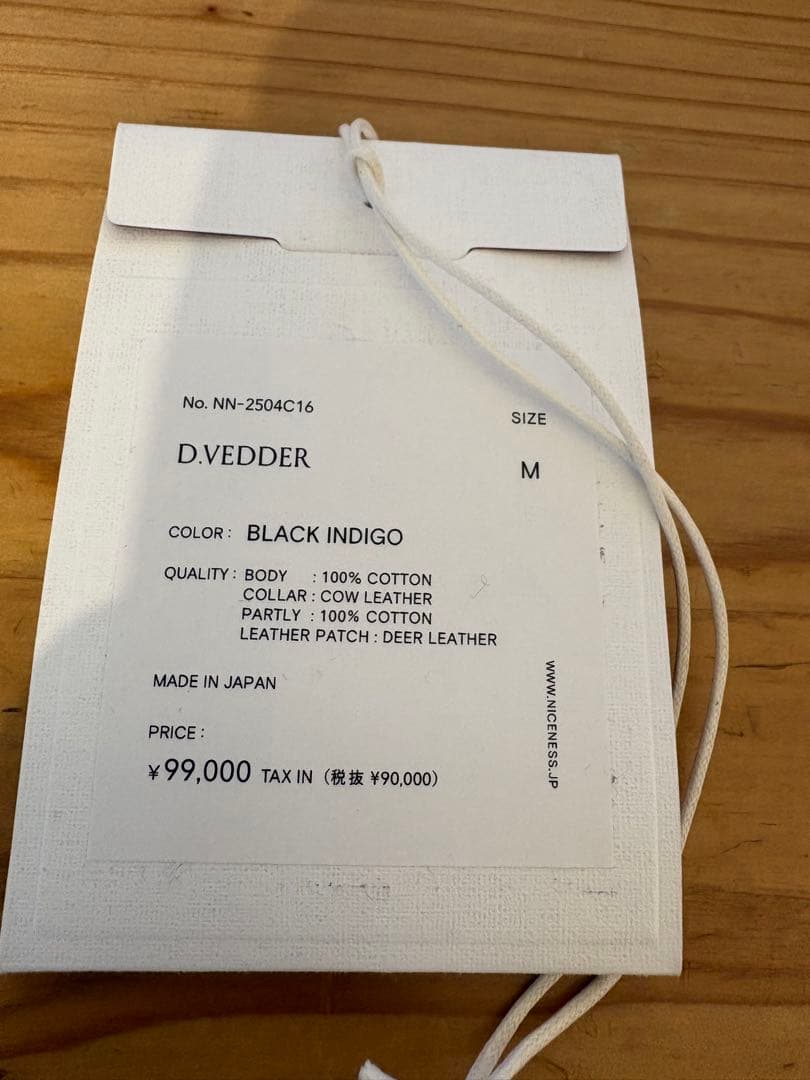 No. NN-2504C16
SIZE
D.VEDDER
M
COLOR : BLACK INDIGO
QUALITY : BODY : 100% COTTON
COLLAR : COW LEATHER
PARTLY : 100% COTTON
LEATHER PATCH : DEER LEATHER
MADE IN JAPAN
WWW.NICENESS.JP
PRICE :
¥99,000 TAX IN (税抜 ¥90,000)